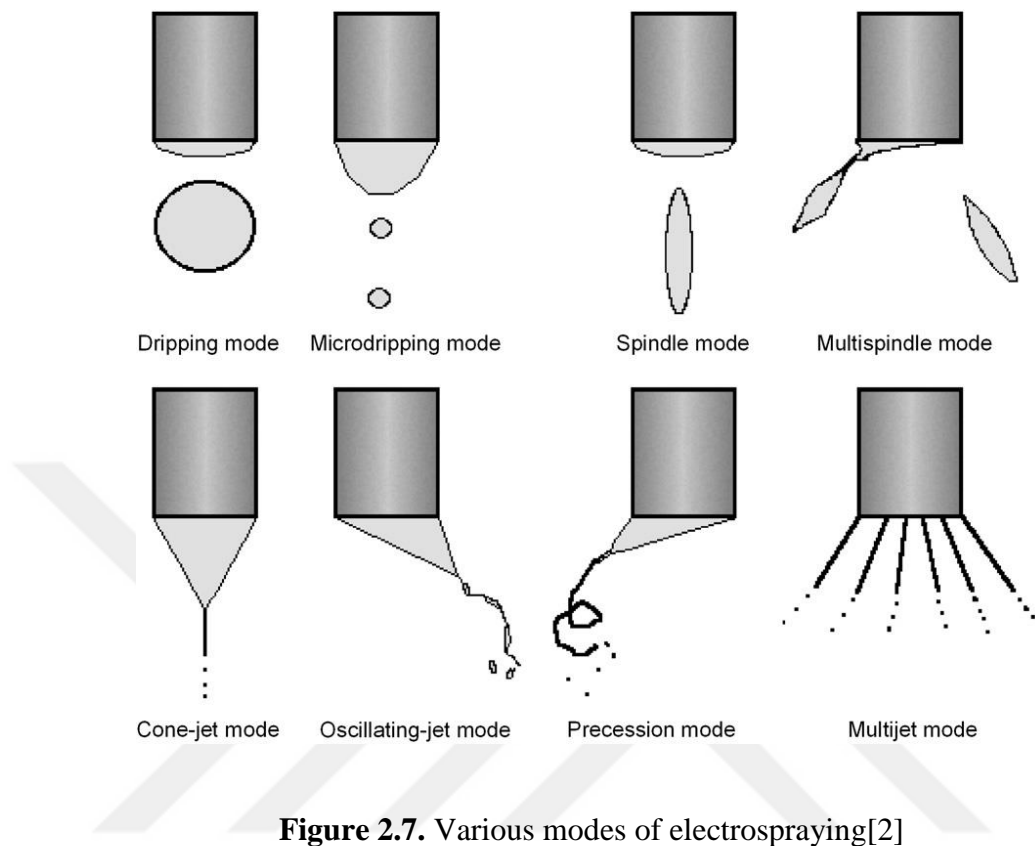 Dripping mode Microdripping mode Spindle mode Multispindle mode
Cone-jet mode Oscillating-jet mode Precession mode Multijet mode
Figure 2.7. Various modes of electrospraying[2]